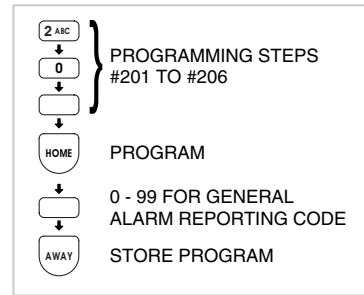 2 ABC
PROGRAMMING STEPS
0
#201 TO #206
HOME
PROGRAM
0 - 99 FOR GENERAL
ALARM REPORTING CODE
AWAY
STORE PROGRAM